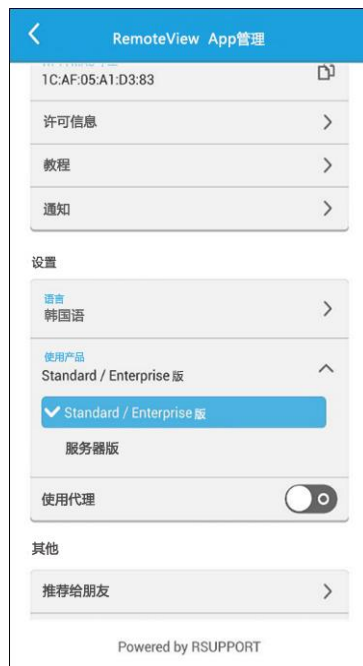 RemoteView App管理
1C:AF:05:A1:D3:83
许可信息
教程
通知
设置
语言
韩国语
使用产品
Standard / Enterprise 版
Standard / Enterprise 版
服务器版
使用代理
其他
推荐给朋友
Powered by RSUPPORT